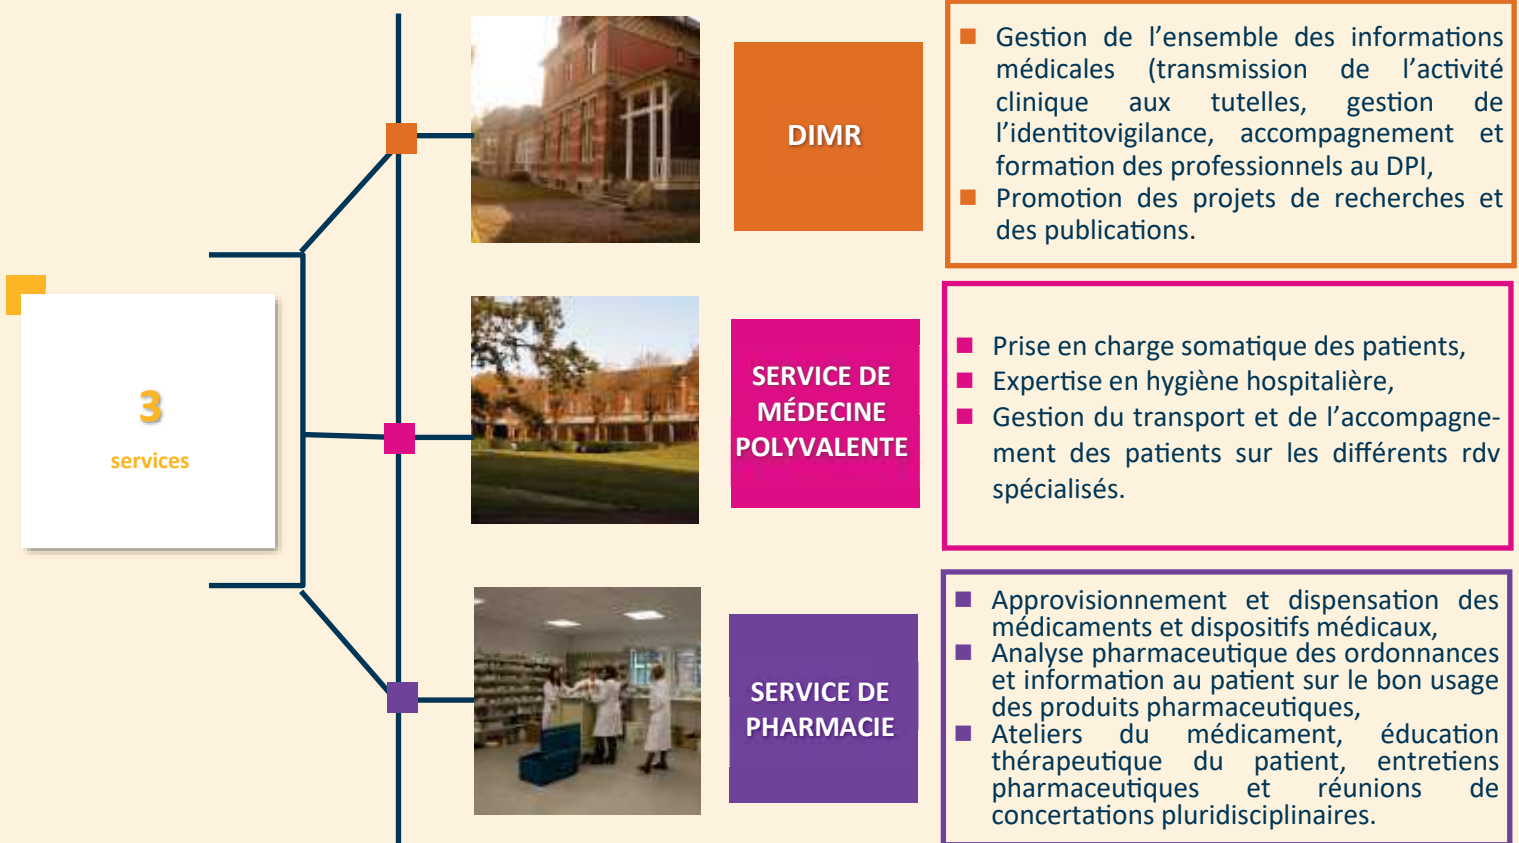 3
services
DIMR
Gestion de l’ensemble des informations
médicales (transmission de l’activité
clinique aux tutelles, gestion de
l’identitovigilance, accompagnement et
formation des professionnels au DPI,
Promotion des projets de recherches et
des publications.
SERVICE DE
MÉDECINE
POLYVALENTE
Prise en charge somatique des patients,
Expertise en hygiène hospitalière,
Gestion du transport et de l’accompagne-
ment des patients sur les différents rdv
spécialisés.
SERVICE DE
PHARMACIE
Approvisionnement et dispensation des
médicaments et dispositifs médicaux,
Analyse pharmaceutique des ordonnances
et information au patient sur le bon usage
des produits pharmaceutiques,
Ateliers du médicament, éducation
thérapeutique du patient, entretiens
pharmaceutiques et réunions de
concertations pluridisciplinaires.